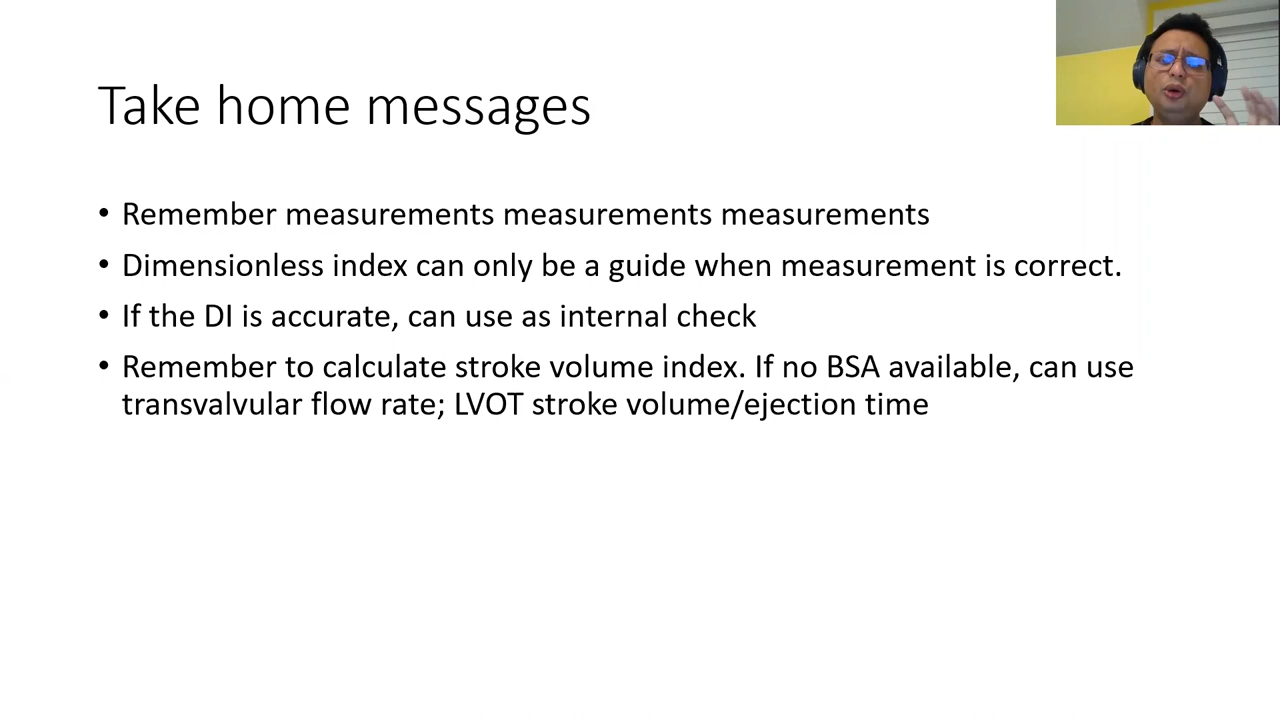 Take home messages
• Remember measurements measurements measurements
• Dimensionless index can only be a guide when measurement is correct.
• If the DI is accurate, can use as internal check
• Remember to calculate stroke volume index. If no BSA available, can use
transvalvular flow rate; LVOT stroke volume/ejection time